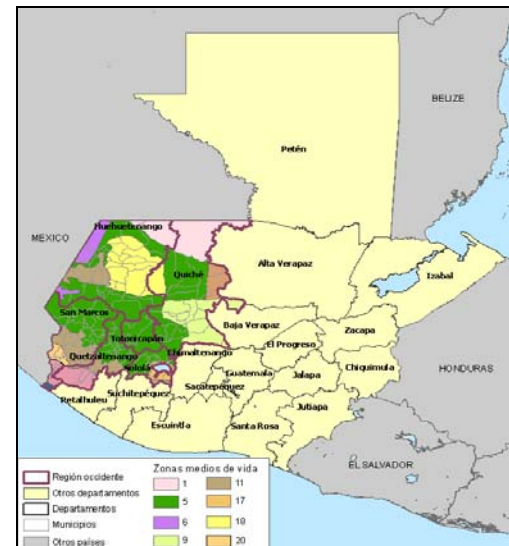 BELIZE
Petén
MEXICO
Huehuetenango
Quiché
Alta Verapaz
Izabal
San Marcos
Totonicapán
Baja Verapaz
Zacapa
El Progreso
Quetzaltenango
Chimaltenango
Sololá
Guatemala
Jalapa
Chiquimula
HONDURAS
Sacatepéquez
Retalhuleu
Suchitepéquez
Jutiapa
Escuintla
Santa Rosa
EL SALVADOR
Región occidente
Otros departamentos
Departamentos
Municipios
Otros países
Zonas medios de vida
1
5
6
9
11
17
18
20